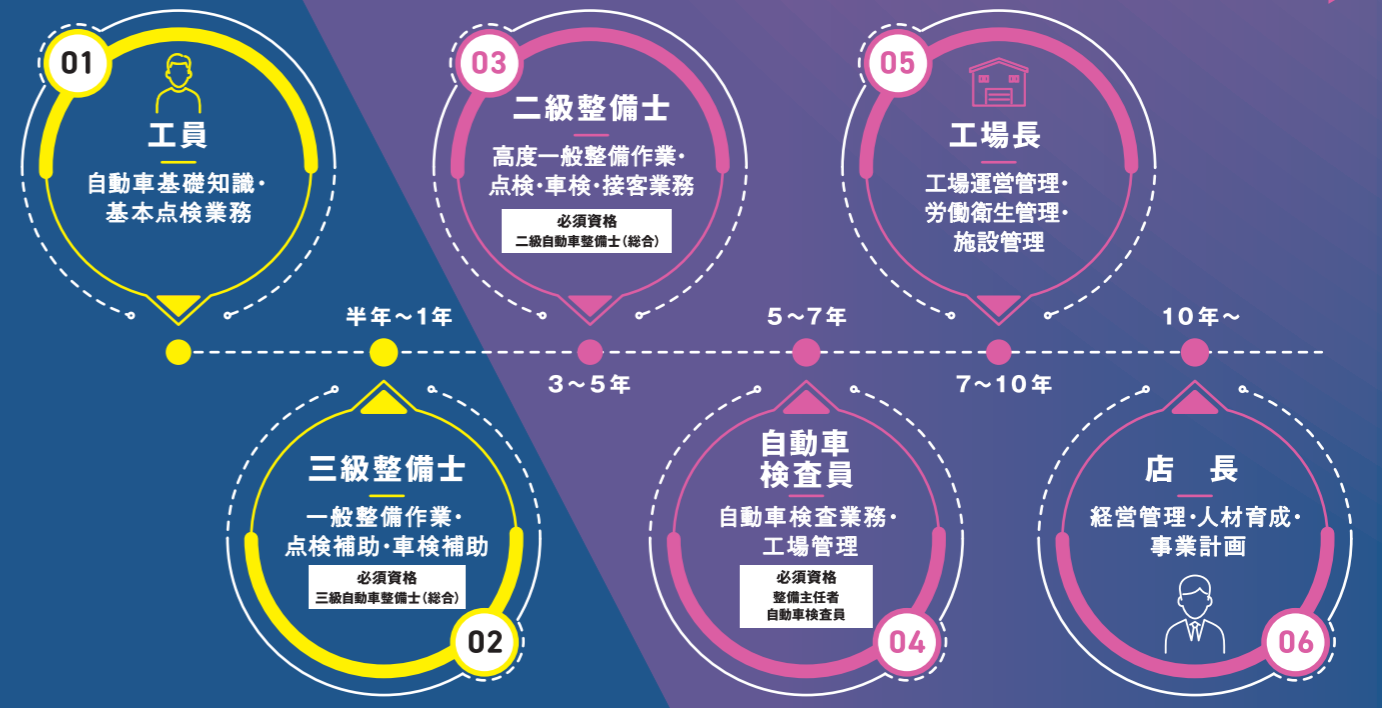 01
工員
自動車基礎知識・
基本点検業務
半年～1年
三級整備士
一般整備作業・
点検補助・車検補助
必須資格
三級自動車整備士（総合）
02
03
二級整備士
高度一般整備作業・
点検・車検・接客業務
必須資格
二級自動車整備士（総合）
3～5年
5～7年
自動車
検査員
自動車検査業務・
工場管理
必須資格
整備主任者
自動車検査員
04
05
工場長
工場運営管理・
労働衛生管理・
施設管理
7～10年
10年～
店　長
経営管理・人材育成・
事業計画
06